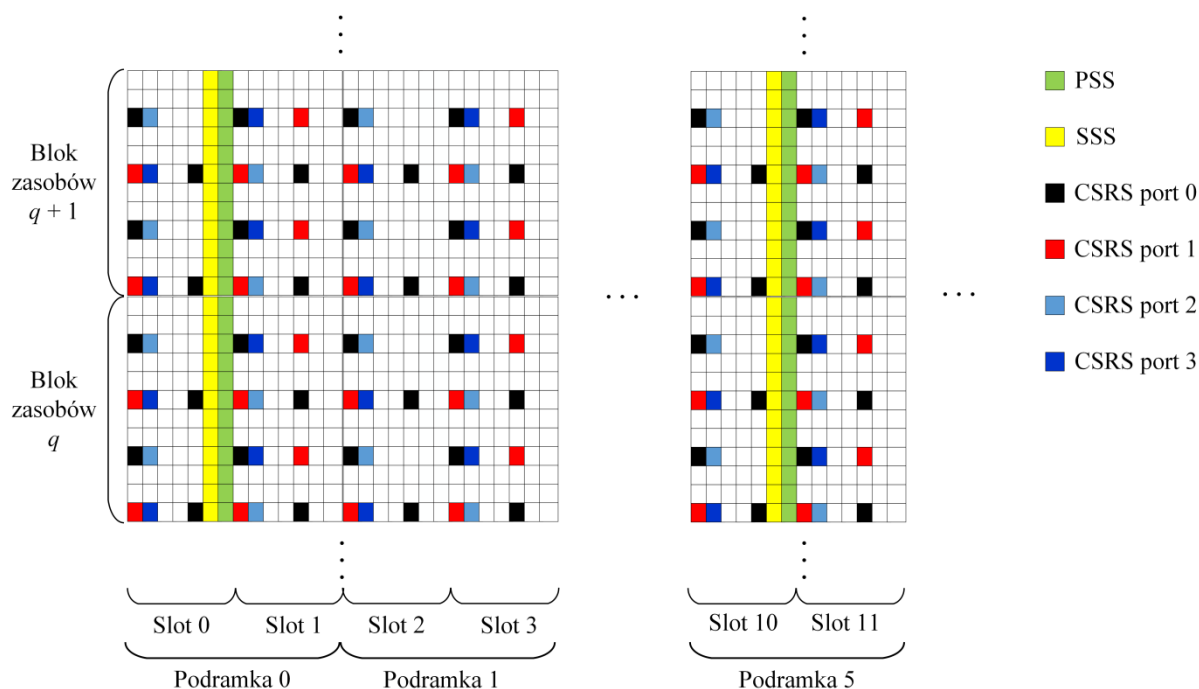 PSS
SSS
CSRS port 0
CSRS port 1
CSRS port 2
CSRS port 3
Blok
zasobów
q + 1
Blok
zasobów
q
Slot 0 Slot 1 Slot 2 Slot 3 Slot 10 Slot 11
Podramka 0 Podramka 1 Podramka 5